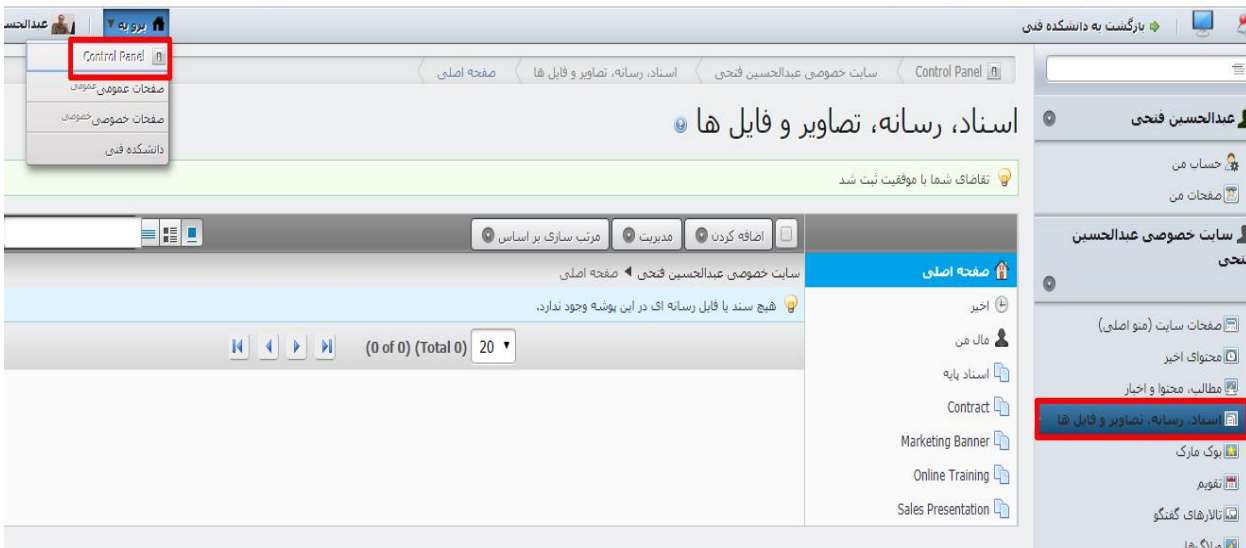 بازگشت به دانشکده فنی
برو به ▼
عبدالحس
Control Panel
صفحات عمومی عمومی
صفحات خصوصی خصوصی
دانشکده فنی
Control Panel
سایت خصوصی عبدالحسین فتحی
اسناد، رسانه، تصاویر و فایل ها
صفحه اصلی
اسناد، رسانه، تصاویر و فایل ها
تقاضای شما با موفقیت ثبت شد
اضافه کردن
مدیریت
مرتب سازی بر اساس
سایت خصوصی عبدالحسین فتحی ◄ صفحه اصلی
هیچ سند یا فایل رسانه ای در این پوشه وجود ندارد.
20 ▼ (0 of 0) (Total 0)
صفحه اصلی
اخیر
مال من
اسناد پایه
Contract
Marketing Banner
Online Training
Sales Presentation
عبدالحسین فتحی
حساب من
صفحات من
سایت خصوصی عبدالحسین
تحی
صفحات سایت (منو اصلی)
محتوای اخیر
مطالب، محتوا و اخبار
اسناد، رسانه، تصاویر و فایل ها
بوک مارک
تقویم
تالارهای گفتگو